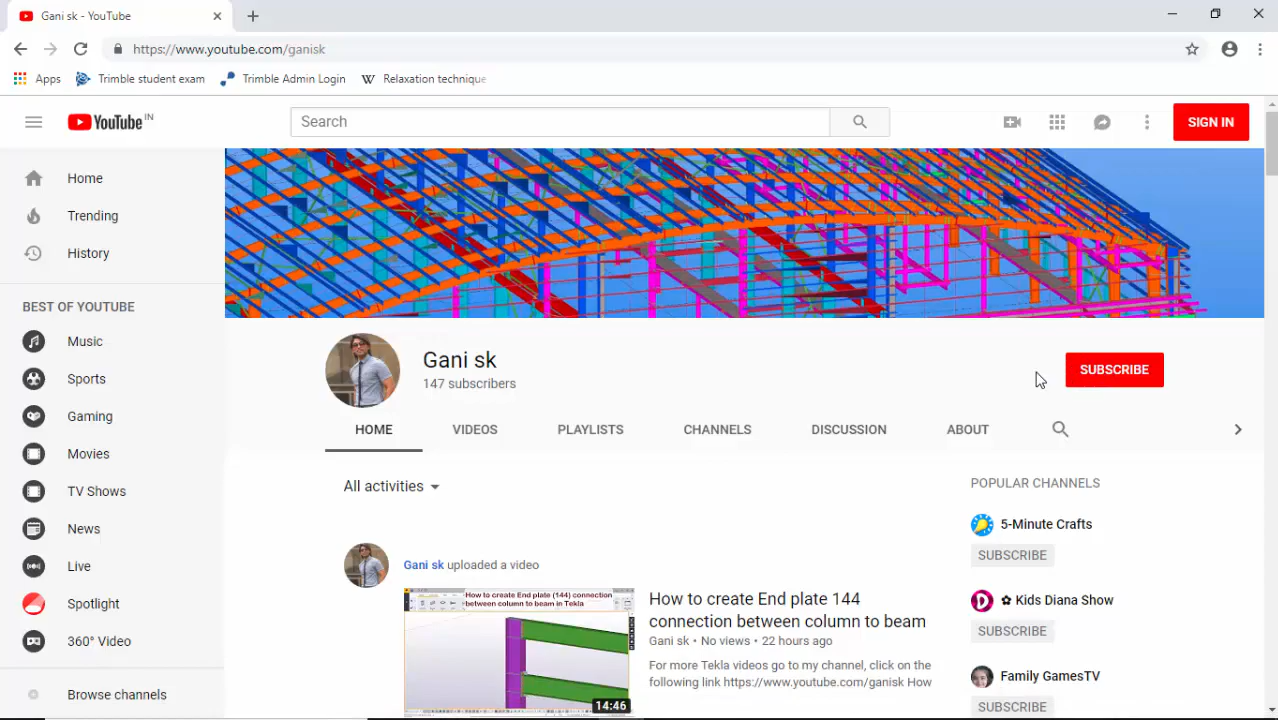 Gani sk - YouTube
https://www.youtube.com/ganisk
Apps
Trimble student exam
Trimble Admin Login
W Relaxation technique
YouTube IN
Search
SIGN IN
Home
Trending
History
BEST OF YOUTUBE
Music
Sports
Gaming
Movies
TV Shows
News
Live
Spotlight
360° Video
Browse channels
Gani sk
147 subscribers
SUBSCRIBE
HOME
VIDEOS
PLAYLISTS
CHANNELS
DISCUSSION
ABOUT
All activities
Gani sk uploaded a video
How to create End plate (144) connection
between column to beam in Tekla
14:46
How to create End plate 144
connection between column to beam
Gani sk • No views • 22 hours ago
For more Tekla videos go to my channel, click on the
following link https://www.youtube.com/ganisk How
POPULAR CHANNELS
5-Minute Crafts
SUBSCRIBE
✿ Kids Diana Show
SUBSCRIBE
Family GamesTV
SUBSCRIBE